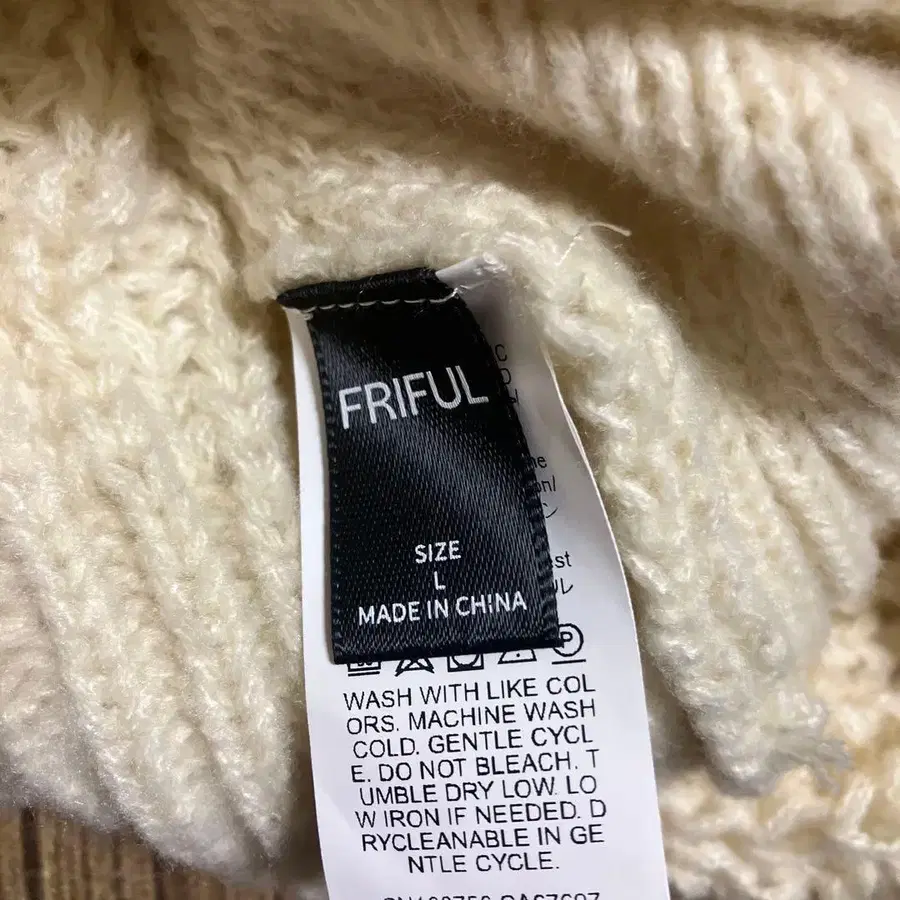 FRIFUL
SIZE
L
MADE IN CHINA
WASH WITH LIKE COL
ORS. MACHINE WASH
COLD. GENTLE CYCL
E. DO NOT BLEACH. T
UMBLE DRY LOW. LO
W IRON IF NEEDED. D
RYCLEANABLE IN GE
NTLE CYCLE.